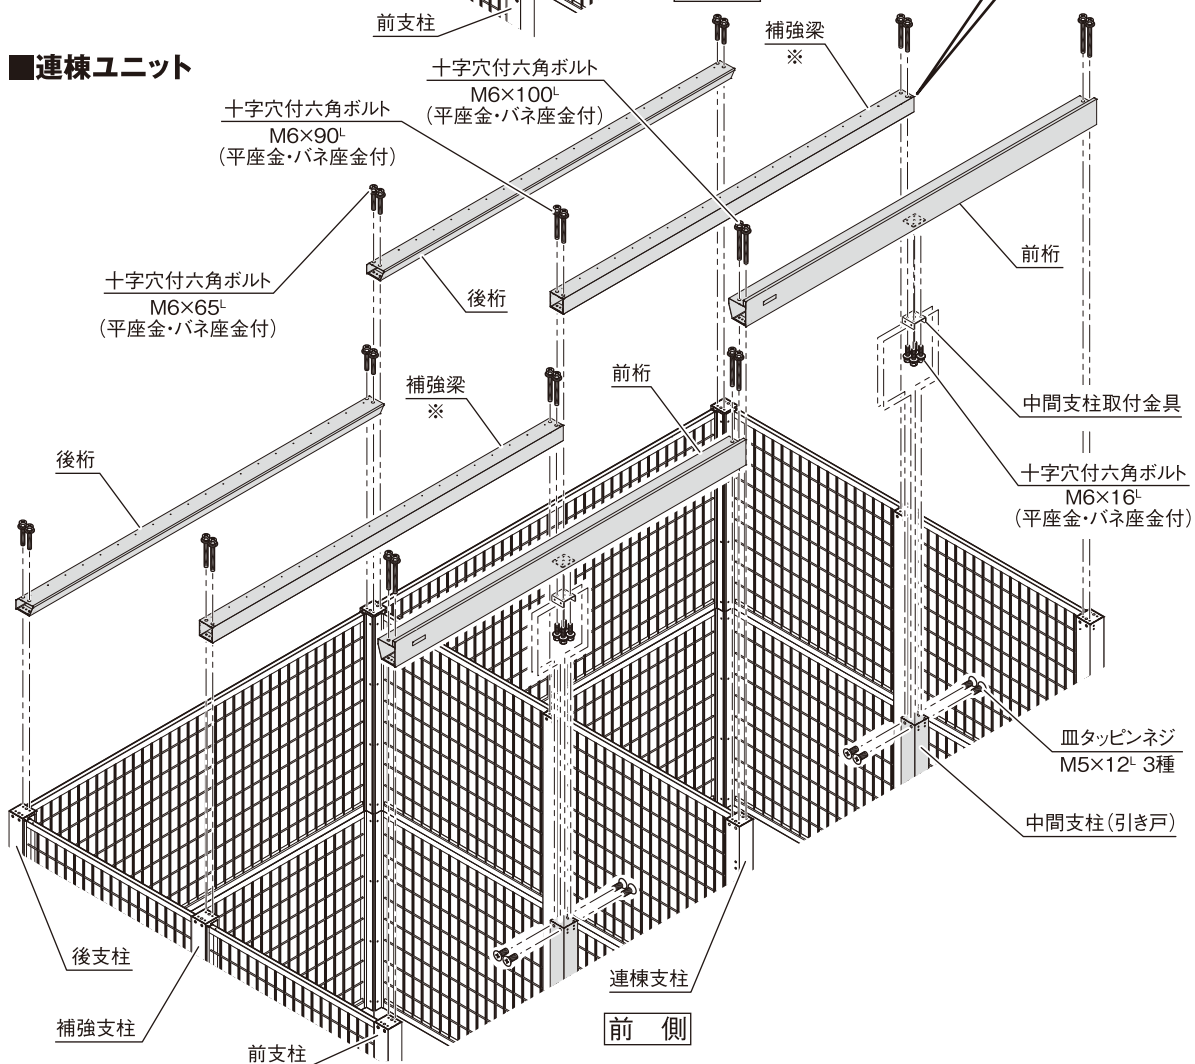 前支柱
■連棟ユニット
補強梁
※
十字穴付六角ボルト
M6×100L
(平座金・バネ座金付)
十字穴付六角ボルト
M6×90L
(平座金・バネ座金付)
十字穴付六角ボルト
M6×65L
(平座金・バネ座金付)
後桁
前桁
補強梁
※
前桁
中間支柱取付金具
後桁
十字穴付六角ボルト
M6×16L
(平座金・バネ座金付)
皿タッピンネジ
M5×12L 3種
中間支柱(引き戸)
後支柱
連棟支柱
補強支柱
前 側
前支柱